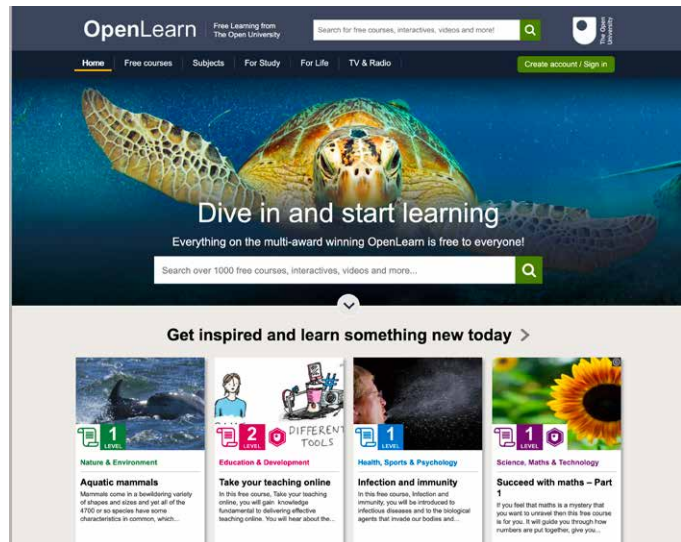 OpenLearn
Free Learning from
The Open University
Search for free courses, interactives, videos and more!
The Open
University
Home Free courses Subjects For Study For Life TV & Radio
Create account / Sign in
Dive in and start learning
Everything on the multi-award winning OpenLearn is free to everyone!
Search over 1000 free courses, interactives, videos and more...
Get inspired and learn something new today
1
LEVEL
Nature & Environment
Aquatic mammals
Mammals come in a bewildering variety
of shapes and sizes and yet all of the
4700 or so species have some
characteristics in common, which...
#
DIFFERENT
TOOLS
2
LEVEL
Education & Development
Take your teaching online
In this free course, Take your teaching
online, you will gain knowledge
fundamental to delivering effective
teaching online. You will hear about the...
1
LEVEL
Health, Sports & Psychology
Infection and immunity
In this free course, Infection and
immunity, you will be introduced to
infectious diseases and to the biological
agents that invade our bodies and...
1
LEVEL
Science, Maths & Technology
Succeed with maths – Part
1
If you feel that maths is a mystery that
you want to unravel then this free course
is for you. It will guide you through how
numbers are put together, give you...